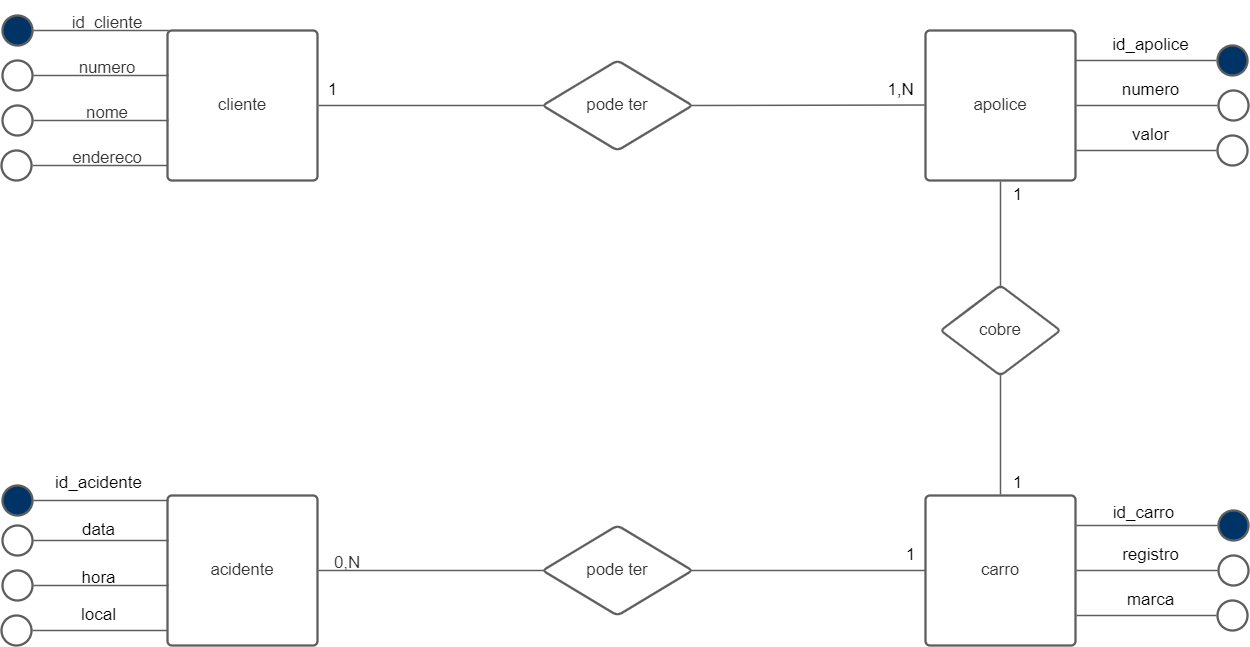 id_cliente
numero
nome
endereco
cliente
1
pode ter
1,N
apolice
id_apolice
numero
valor
1
cobre
1
id_acidente
data
hora
local
acidente
0,N
pode ter
1
carro
id_carro
registro
marca